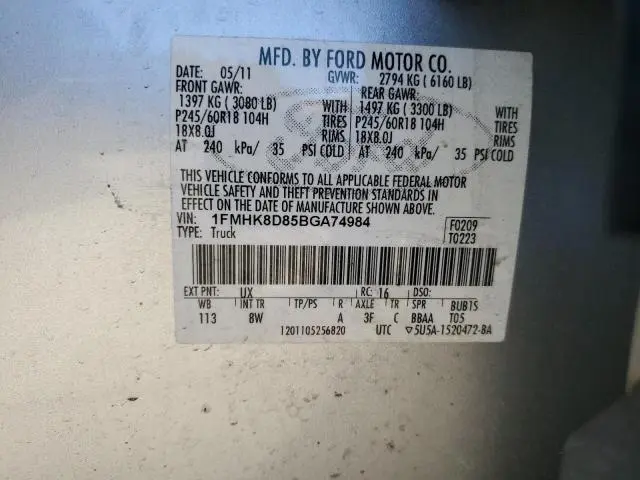 MFD. BY FORD MOTOR CO.
DATE: 05/11 GVWR: 2794 KG (6160 LB)
FRONT GAWR: REAR GAWR:
1397 KG (3080 LB) WITH 1497 KG (3300 LB) WITH
P245/60R18 104H TIRES P245/60R18 104H TIRES
18X8.0J RIMS 18X8.0J RIMS
AT 240 kPa/ 35 PSI COLD AT 240 kPa/ 35 PSI COLD
THIS VEHICLE CONFORMS TO ALL APPLICABLE FEDERAL MOTOR
VEHICLE SAFETY AND THEFT PREVENTION STANDARDS IN
EFFECT ON THE DATE OF MANUFACTURE SHOWN ABOVE.
VIN: 1FMHK8D85BGA74984 F0209
TYPE: Truck T0223
EXT PNT: UX RC: 16 DSO:
WB INT TR TP/PS R AXLE TR SPR BUB1S
113 8W A 3F C BBAA T05
1201105256820 UTC ▽5U5A-1520472-BA